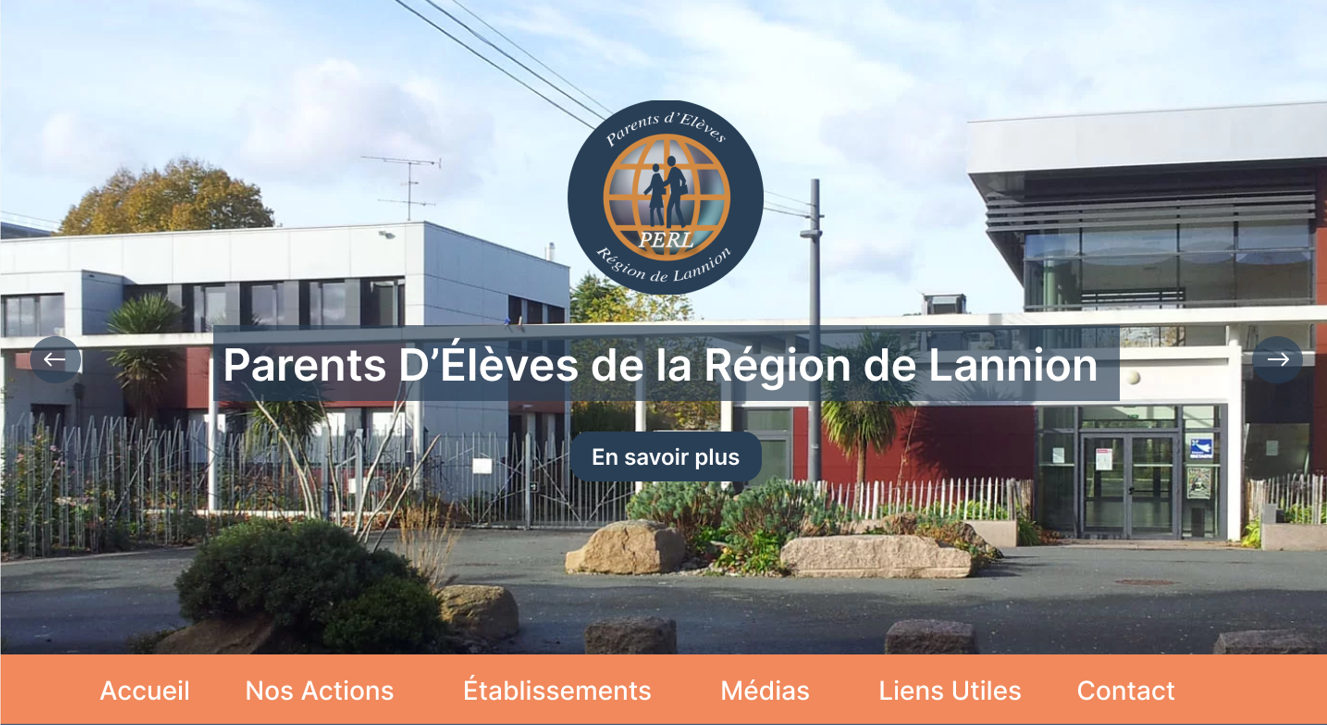 Parents d'Elèves
PERL
Région de Lannion
Parents D’Élèves de la Région de Lannion
En savoir plus
Accueil Nos Actions Établissements Médias Liens Utiles Contact